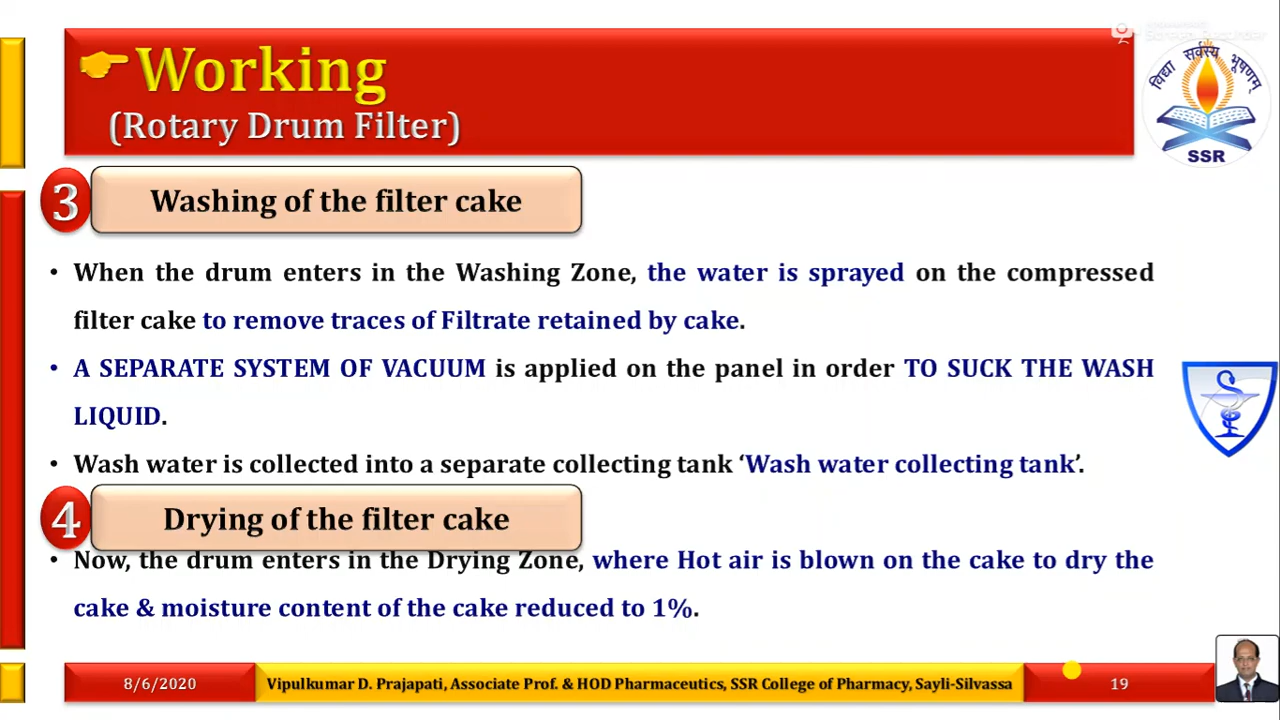 Screen Recorder
👉Working
(Rotary Drum Filter)
विद्या सर्वस्य भूषणम्
SSR
3 Washing of the filter cake
• When the drum enters in the Washing Zone, the water is sprayed on the compressed
filter cake to remove traces of Filtrate retained by cake.
• A SEPARATE SYSTEM OF VACUUM is applied on the panel in order TO SUCK THE WASH
LIQUID.
• Wash water is collected into a separate collecting tank ‘Wash water collecting tank’.
4 Drying of the filter cake
• Now, the drum enters in the Drying Zone, where Hot air is blown on the cake to dry the
cake & moisture content of the cake reduced to 1%.
8/6/2020 Vipulkumar D. Prajapati, Associate Prof. & HOD Pharmaceutics, SSR College of Pharmacy, Sayli-Silvassa 19